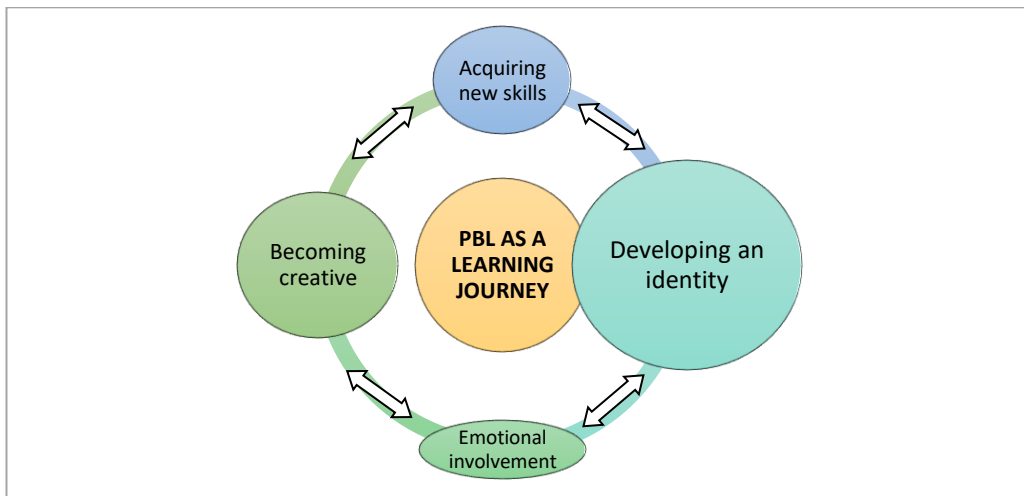 Acquiring
new skills
Becoming
creative
PBL AS A
LEARNING
JOURNEY
Developing an
identity
Emotional
involvement